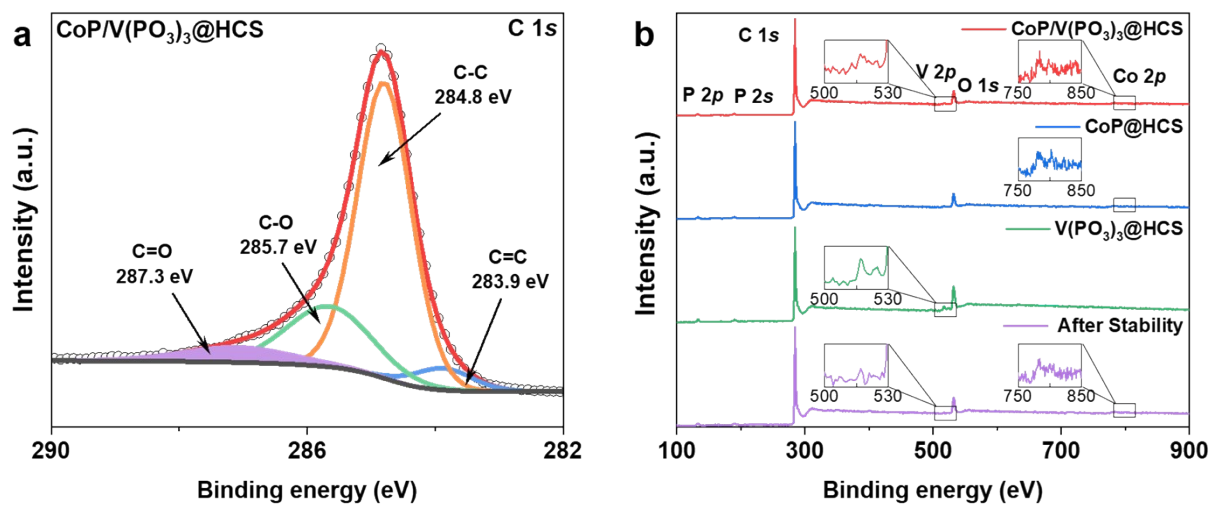 a
CoP/V(PO₃)₃@HCS
C 1s
C-C
284.8 eV
C-O
285.7 eV
C=O
287.3 eV
C=C
283.9 eV
Intensity (a.u.)
290
286
282
Binding energy (eV)
b
CoP/V(PO₃)₃@HCS
C 1s
V 2p
O 1s
Co 2p
P 2p
P 2s
500
530
750
850
CoP@HCS
750
850
V(PO₃)₃@HCS
500
530
After Stability
500
530
750
850
Intensity (a.u.)
100
300
500
700
900
Binding energy (eV)